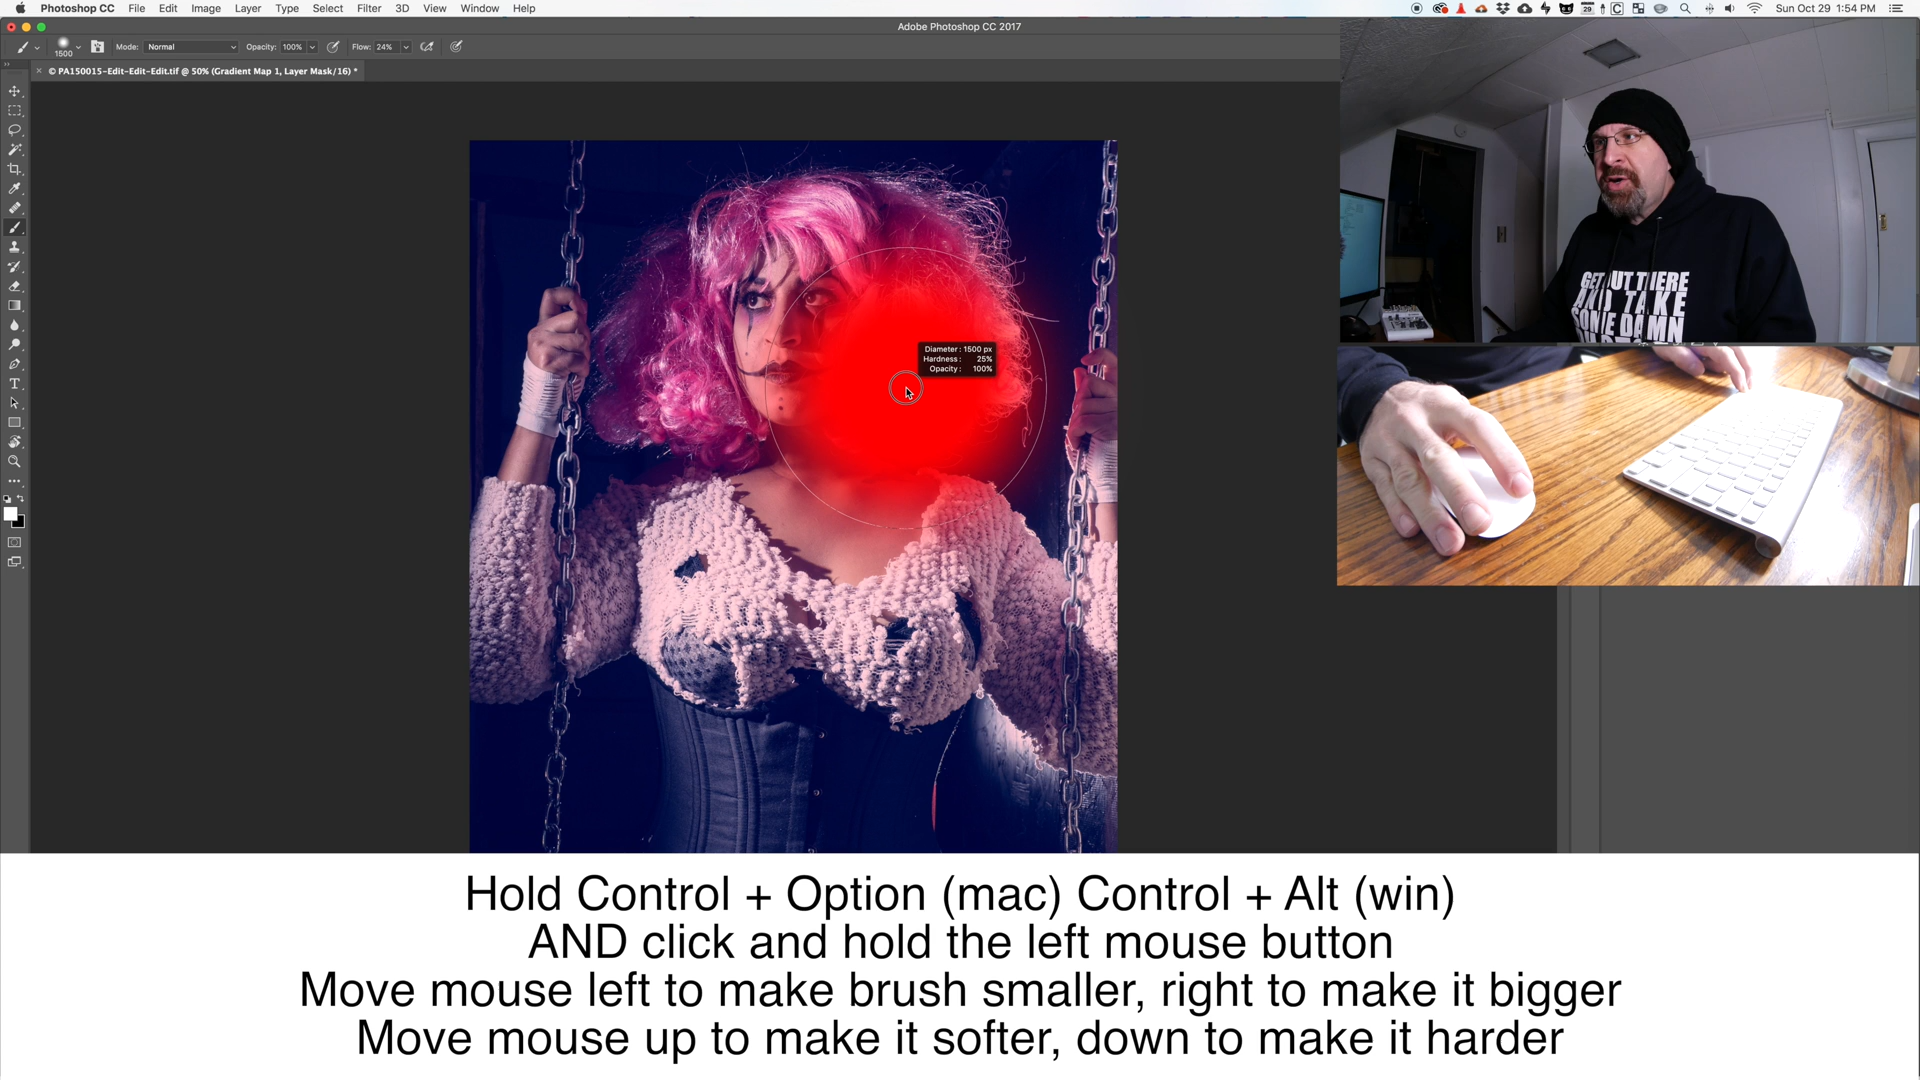 Photoshop CC File Edit Image Layer Type Select Filter 3D View Window Help
Sun Oct 29 1:54 PM
Adobe Photoshop CC 2017
1500
Mode: Normal Opacity: 100% Flow: 24%
© PA150015-Edit-Edit-Edit.tif @ 50% (Gradient Map 1, Layer Mask/16) *
Diameter: 1500 px
Hardness: 25%
Opacity: 100%
GET OUT THERE
AND TAKE
SOME DAMN
Hold Control + Option (mac) Control + Alt (win)
AND click and hold the left mouse button
Move mouse left to make brush smaller, right to make it bigger
Move mouse up to make it softer, down to make it harder